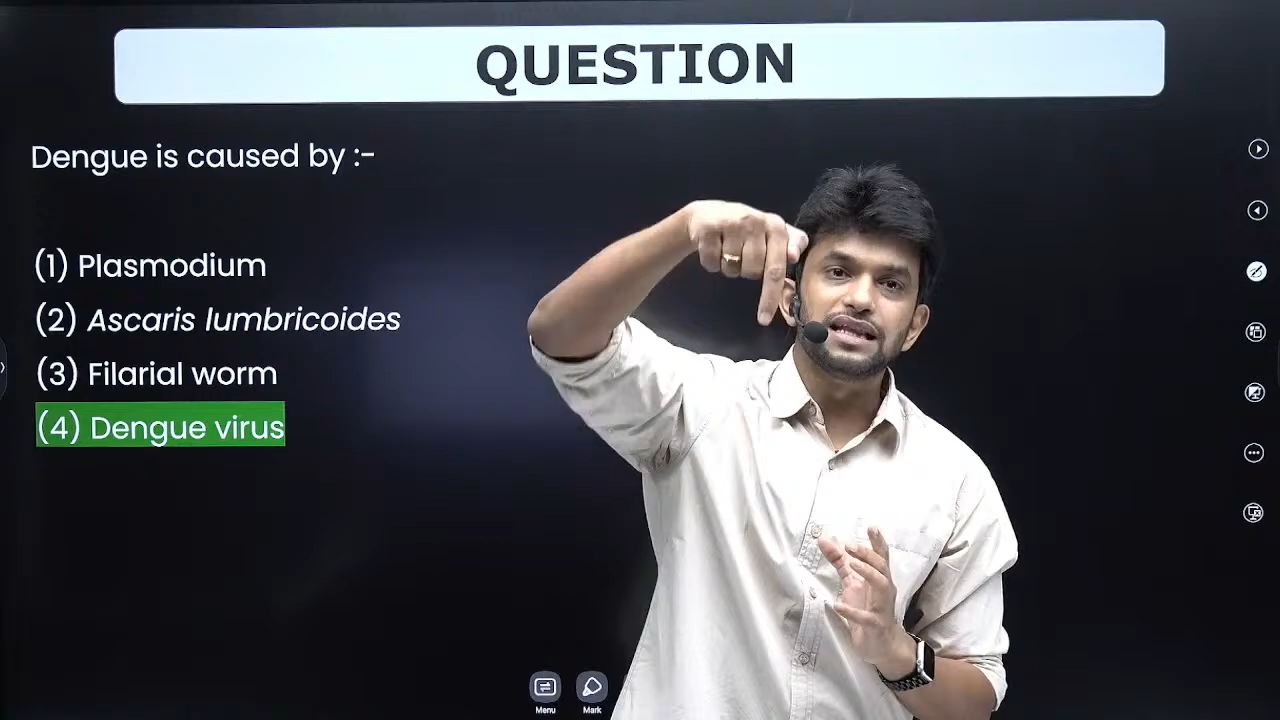 QUESTION
Dengue is caused by :-
(1) Plasmodium
(2) Ascaris lumbricoides
(3) Filarial worm
(4) Dengue virus
Menu
Mark